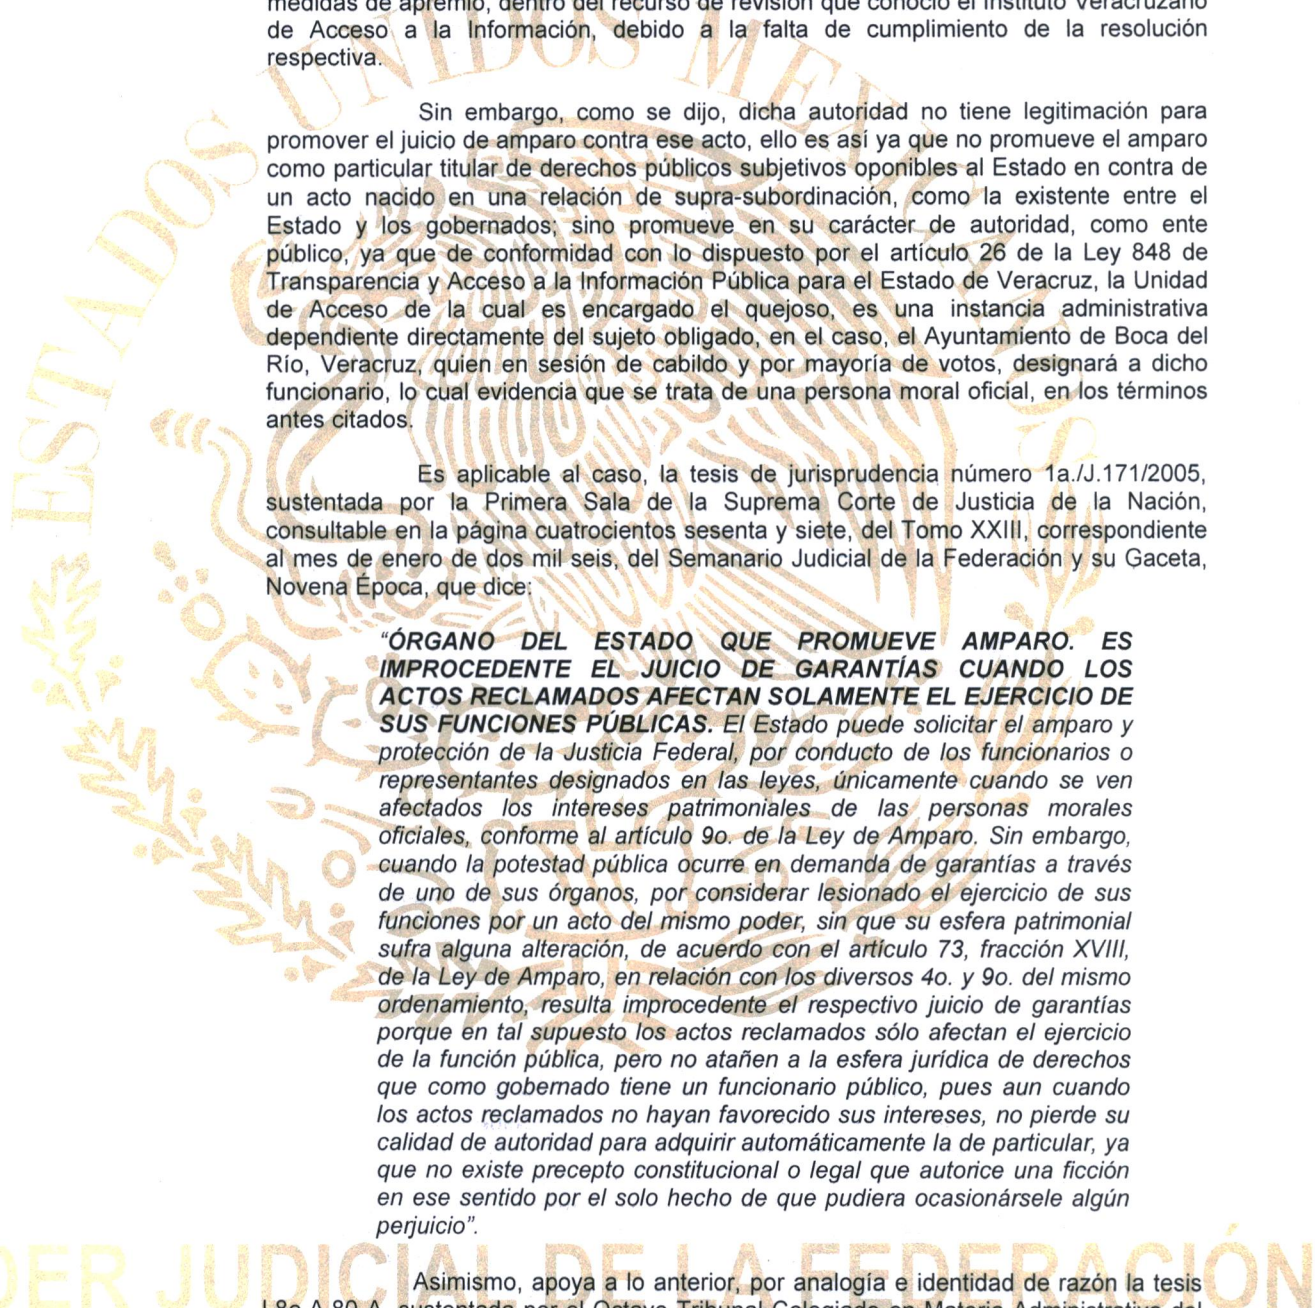 medidas de apremio, dentro del recurso de revisión que conoció el Instituto Veracruzano
de Acceso a la Información, debido a la falta de cumplimiento de la resolución
respectiva.
Sin embargo, como se dijo, dicha autoridad no tiene legitimación para
promover el juicio de amparo contra ese acto, ello es así ya que no promueve el amparo
como particular titular de derechos públicos subjetivos oponibles al Estado en contra de
un acto nacido en una relación de supra-subordinación, como la existente entre el
Estado y los gobernados; sino promueve en su carácter de autoridad, como ente
público, ya que de conformidad con lo dispuesto por el artículo 26 de la Ley 848 de
Transparencia y Acceso a la Información Pública para el Estado de Veracruz, la Unidad
de Acceso de la cual es encargado el quejoso, es una instancia administrativa
dependiente directamente del sujeto obligado, en el caso, el Ayuntamiento de Boca del
Río, Veracruz, quien en sesión de cabildo y por mayoría de votos, designará a dicho
funcionario, lo cual evidencia que se trata de una persona moral oficial, en los términos
antes citados.
Es aplicable al caso, la tesis de jurisprudencia número 1a./J.171/2005,
sustentada por la Primera Sala de la Suprema Corte de Justicia de la Nación,
consultable en la página cuatrocientos sesenta y siete, del Tomo XXIII, correspondiente
al mes de enero de dos mil seis, del Semanario Judicial de la Federación y su Gaceta,
Novena Época, que dice:
“ÓRGANO DEL ESTADO QUE PROMUEVE AMPARO. ES
IMPROCEDENTE EL JUICIO DE GARANTÍAS CUANDO LOS
ACTOS RECLAMADOS AFECTAN SOLAMENTE EL EJERCICIO DE
SUS FUNCIONES PÚBLICAS. El Estado puede solicitar el amparo y
protección de la Justicia Federal, por conducto de los funcionarios o
representantes designados en las leyes, únicamente cuando se ven
afectados los intereses patrimoniales de las personas morales
oficiales, conforme al artículo 9o. de la Ley de Amparo. Sin embargo,
cuando la potestad pública ocurre en demanda de garantías a través
de uno de sus órganos, por considerar lesionado el ejercicio de sus
funciones por un acto del mismo poder, sin que su esfera patrimonial
sufra alguna alteración, de acuerdo con el artículo 73, fracción XVIII,
de la Ley de Amparo, en relación con los diversos 4o. y 9o. del mismo
ordenamiento, resulta improcedente el respectivo juicio de garantías
porque en tal supuesto los actos reclamados sólo afectan el ejercicio
de la función pública, pero no atañen a la esfera jurídica de derechos
que como gobernado tiene un funcionario público, pues aun cuando
los actos reclamados no hayan favorecido sus intereses, no pierde su
calidad de autoridad para adquirir automáticamente la de particular, ya
que no existe precepto constitucional o legal que autorice una ficción
en ese sentido por el solo hecho de que pudiera ocasionársele algún
perjuicio”.
Asimismo, apoya a lo anterior, por analogía e identidad de razón la tesis
I.8o.A.80 A, sustentada por el Octavo Tribunal Colegiado en Materia Administrativa del
ESTADOS UNIDOS MEXICANOS
DER JUDICIAL DE LA FEDERACIÓN